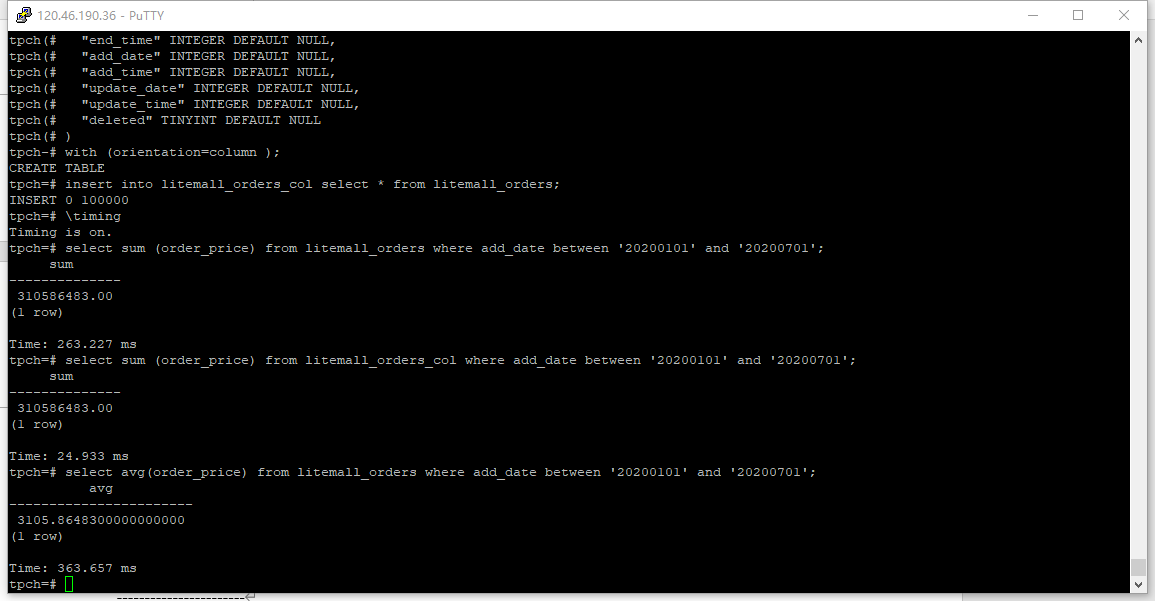 120.46.190.36 - PuTTY
tpch(#   "end_time" INTEGER DEFAULT NULL,
tpch(#   "add_date" INTEGER DEFAULT NULL,
tpch(#   "add_time" INTEGER DEFAULT NULL,
tpch(#   "update_date" INTEGER DEFAULT NULL,
tpch(#   "update_time" INTEGER DEFAULT NULL,
tpch(#   "deleted" TINYINT DEFAULT NULL
tpch(# )
tpch-# with (orientation=column );
CREATE TABLE
tpch=# insert into litemall_orders_col select * from litemall_orders;
INSERT 0 100000
tpch=# \timing
Timing is on.
tpch=# select sum (order_price) from litemall_orders where add_date between '20200101' and '20200701';
     sum
--------------
 310586483.00
(1 row)

Time: 263.227 ms
tpch=# select sum (order_price) from litemall_orders_col where add_date between '20200101' and '20200701';
     sum
--------------
 310586483.00
(1 row)

Time: 24.933 ms
tpch=# select avg(order_price) from litemall_orders where add_date between '20200101' and '20200701';
          avg
-----------------------
 3105.8648300000000000
(1 row)

Time: 363.657 ms
tpch=#